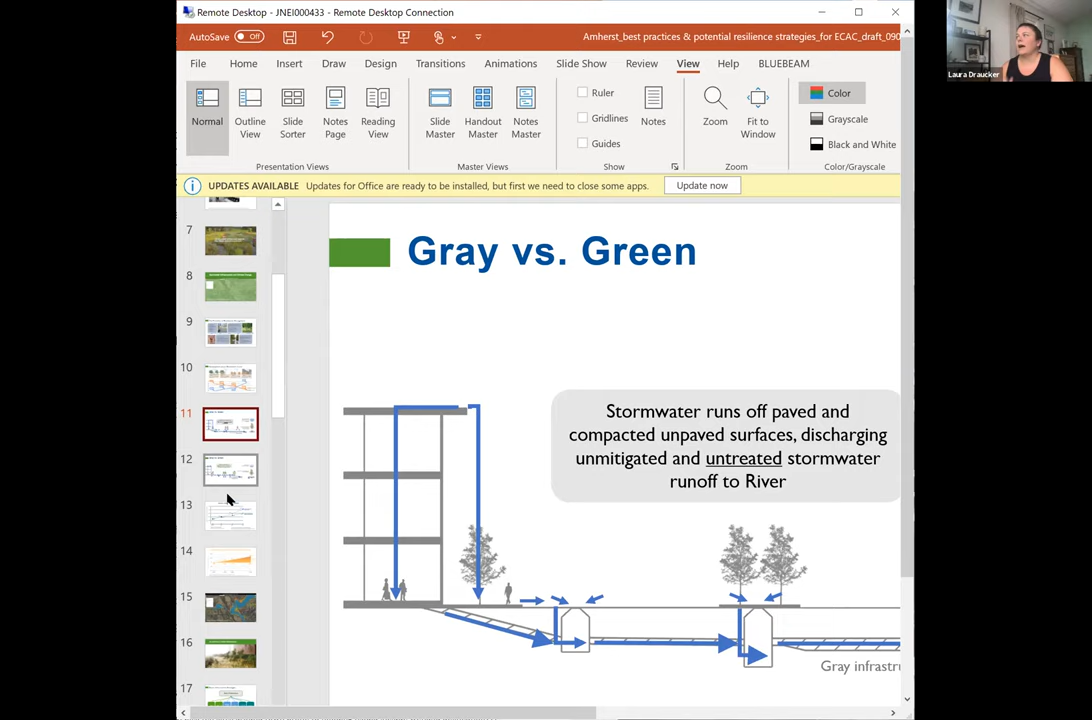 Remote Desktop - JNEI000433 - Remote Desktop Connection
AutoSave Off
Amherst_best practices & potential resilience strategies_for ECAC_draft_090
File Home Insert Draw Design Transitions Animations Slide Show Review View Help BLUEBEAM
Normal
Outline View
Slide Sorter
Notes Page
Reading View
Presentation Views
Slide Master
Handout Master
Notes Master
Master Views
Ruler
Gridlines
Guides
Notes
Show
Zoom
Fit to Window
Zoom
Color
Grayscale
Black and White
Color/Grayscale
UPDATES AVAILABLE Updates for Office are ready to be installed, but first we need to close some apps. Update now
7
8
9
10
11
12
13
14
15
16
17
Gray vs. Green
Stormwater runs off paved and
compacted unpaved surfaces, discharging
unmitigated and untreated stormwater
runoff to River
Gray infrastr
Laura Draucker